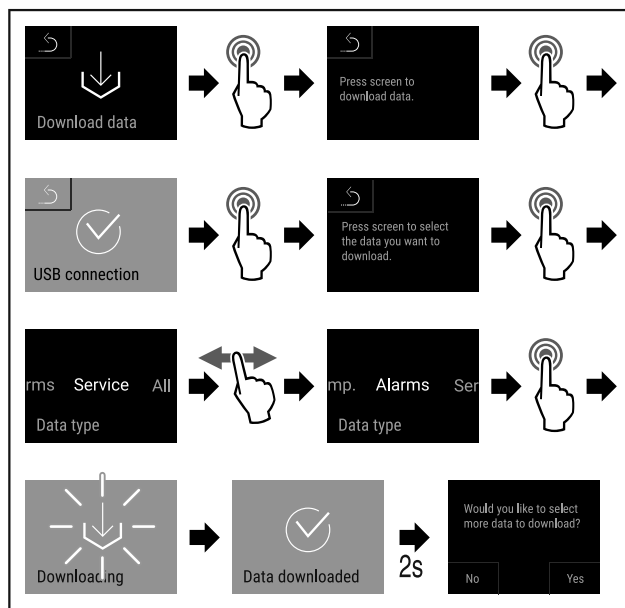 Download data
Press screen to
download data.
USB connection
Press screen to select
the data you want to
download.
rms Service All
Data type
mp. Alarms Ser
Data type
Downloading
Data downloaded
2s
Would you like to select
more data to download?
No Yes